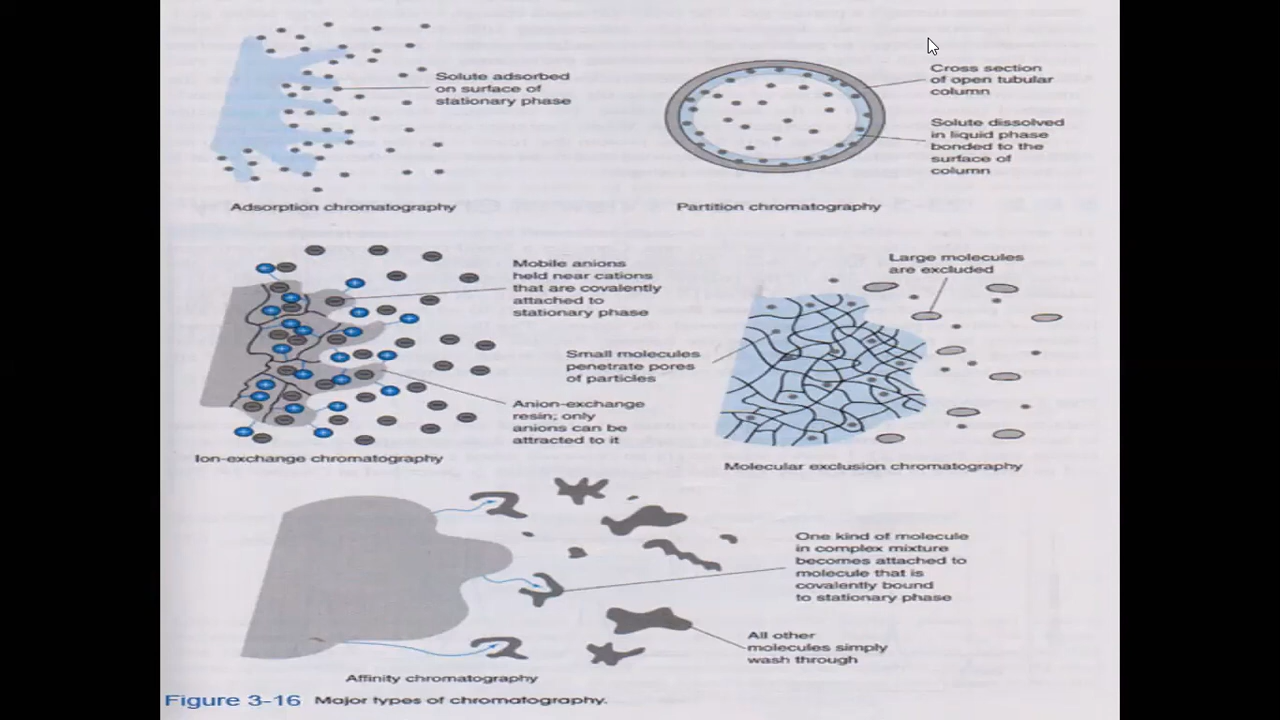 Solute adsorbed
on surface of
stationary phase
Adsorption chromatography
Cross section
of open tubular
column
Solute dissolved
in liquid phase
bonded to the
surface of
column
Partition chromatography
Mobile anions
held near cations
that are covalently
attached to
stationary phase
Anion-exchange
resin; only
anions can be
attracted to it
Ion-exchange chromatography
Large molecules
are excluded
Small molecules
penetrate pores
of particles
Molecular exclusion chromatography
One kind of molecule
in complex mixture
becomes attached to
molecule that is
covalently bound
to stationary phase
All other
molecules simply
wash through
Affinity chromatography
Figure 3-16 Major types of chromatography.